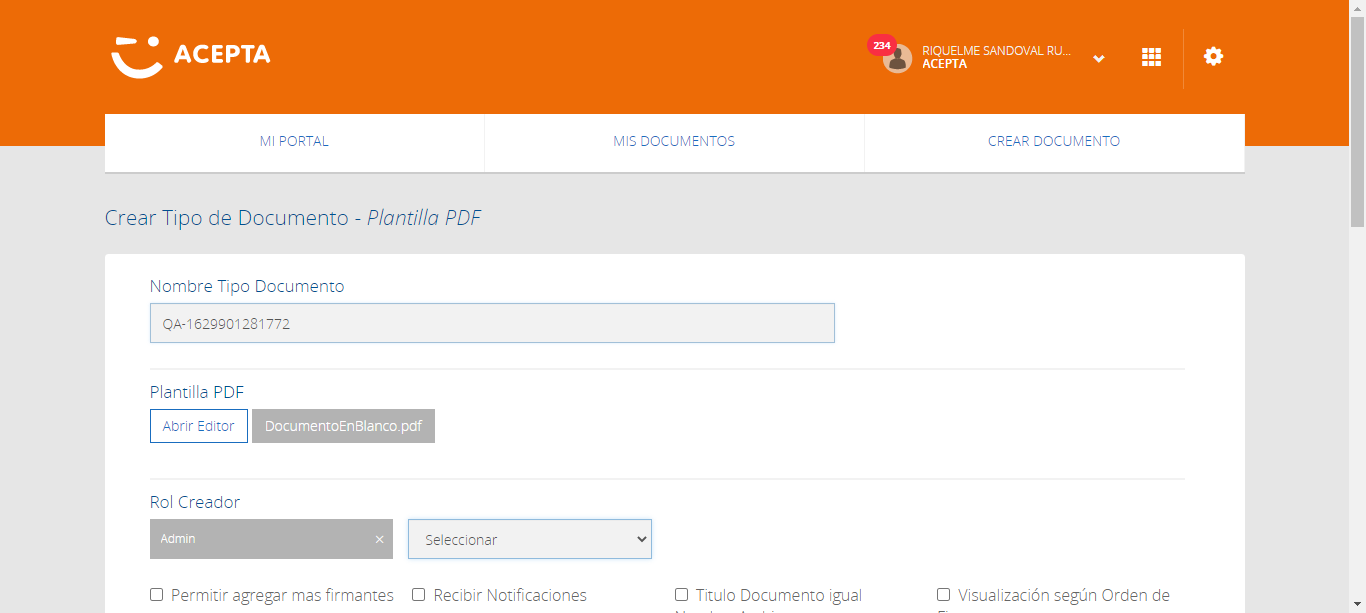 ACEPTA
234
RIQUELME SANDOVAL RU...
ACEPTA
MI PORTAL
MIS DOCUMENTOS
CREAR DOCUMENTO
Crear Tipo de Documento - Plantilla PDF
Nombre Tipo Documento
QA-1629901281772
Plantilla PDF
Abrir Editor
DocumentoEnBlanco.pdf
Rol Creador
Admin ×
Seleccionar
Permitir agregar mas firmantes
Recibir Notificaciones
Titulo Documento igual
Visualización según Orden de